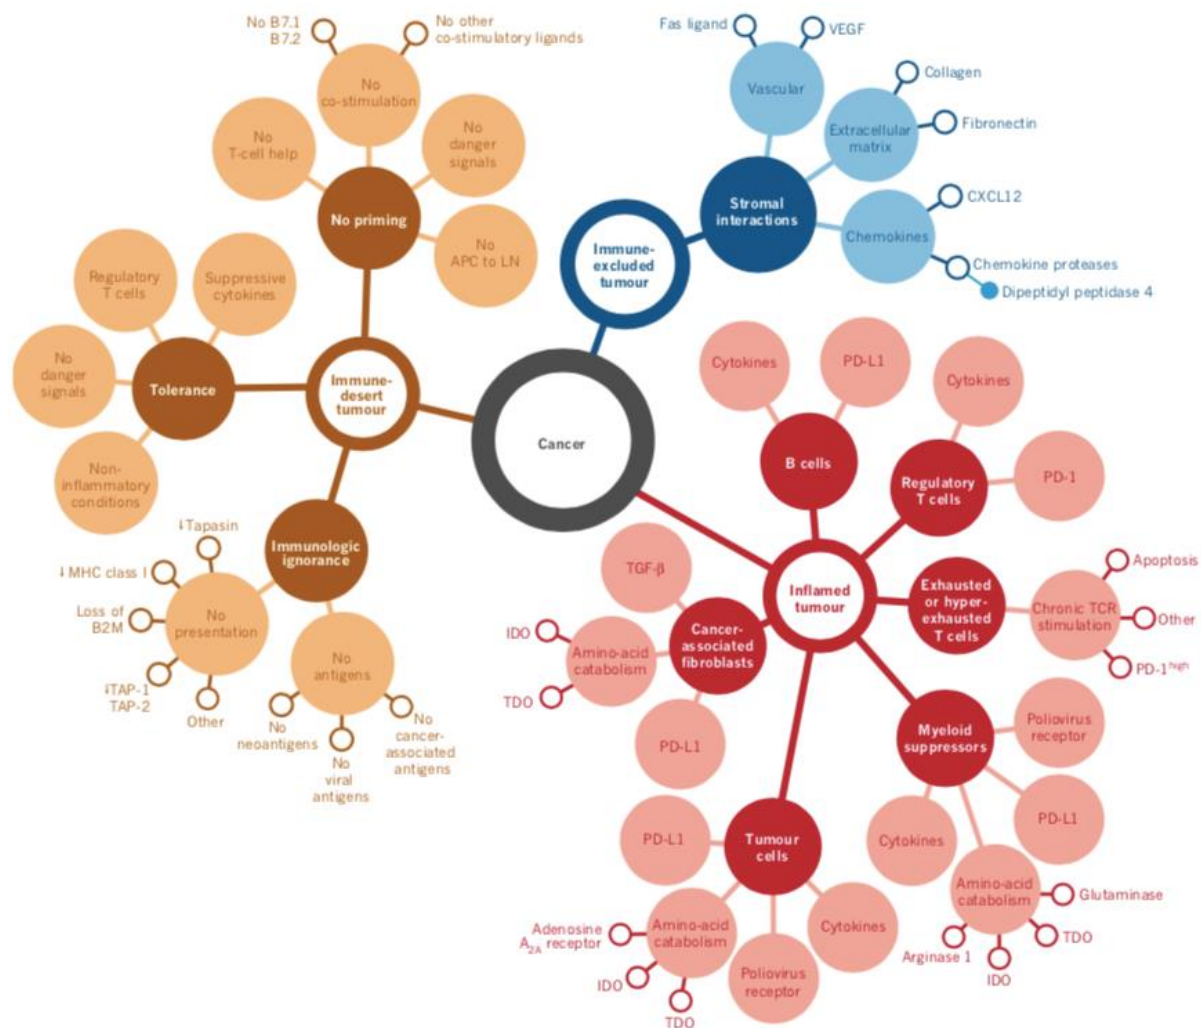 No B7.1
B7.2
No other
co-stimulatory ligands
No
co-stimulation
No
T-cell help
No
danger
signals
No priming
No
APC to LN
Regulatory
T cells
Suppressive
cytokines
No
danger
signals
Tolerance
Non-
inflammatory
conditions
Immune-
desert
tumour
Immunologic
ignorance
↓Tapasin
↓MHC class I
Loss of
B2M
No
presentation
↓TAP-1
TAP-2
Other
No
antigens
No
neoantigens
No
viral
antigens
No
cancer-
associated
antigens
Fas ligand
VEGF
Vascular
Collagen
Extracellular
matrix
Fibronectin
Stromal
interactions
CXCL12
Chemokines
Chemokine proteases
Dipeptidyl peptidase 4
Immune-
excluded
tumour
Cancer
Cytokines
PD-L1
B cells
Cytokines
Regulatory
T cells
PD-1
Inflamed
tumour
Exhausted
or hyper-
exhausted
T cells
Chronic TCR
stimulation
Apoptosis
Other
PD-1high
TGF-β
Cancer-
associated
fibroblasts
IDO
Amino-acid
catabolism
TDO
PD-L1
Myeloid
suppressors
Poliovirus
receptor
PD-L1
Cytokines
Amino-acid
catabolism
Glutaminase
TDO
IDO
Arginase 1
Tumour
cells
PD-L1
Amino-acid
catabolism
Adenosine
A2A receptor
IDO
TDO
Poliovirus
receptor
Cytokines